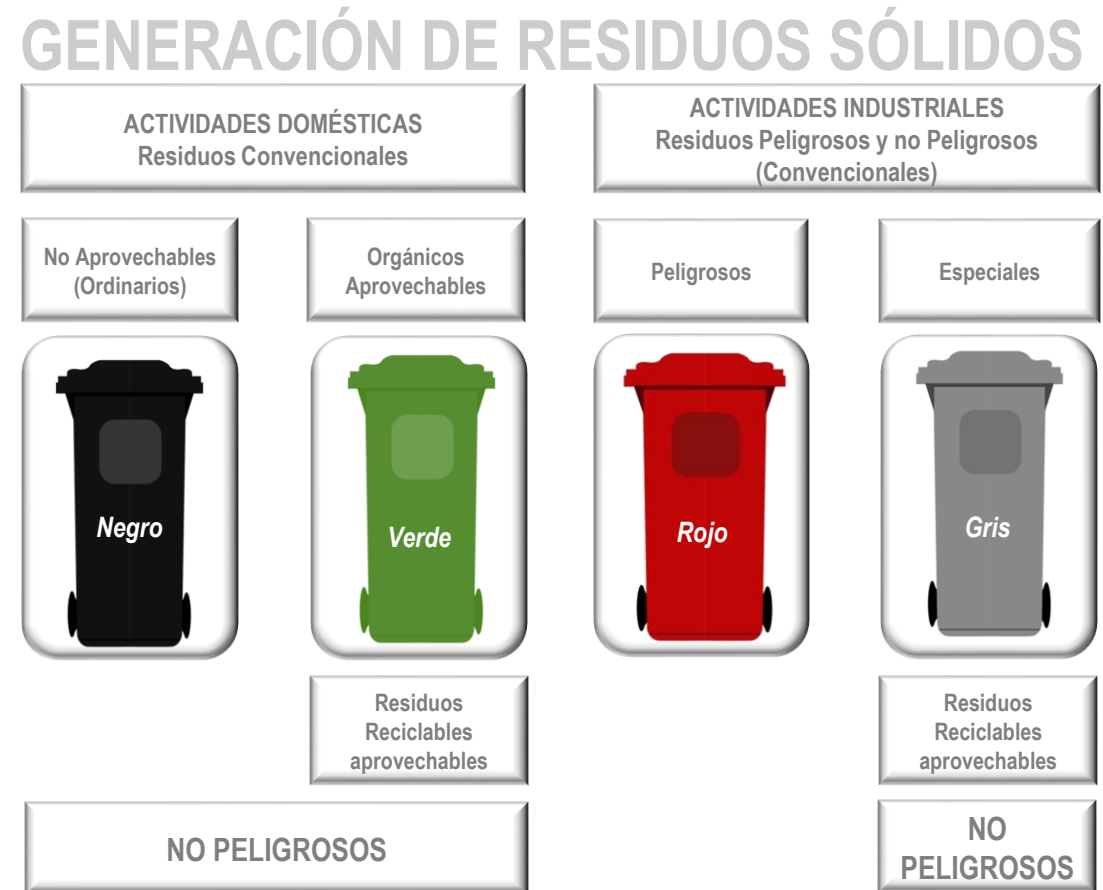 GENERACIÓN DE RESIDUOS SÓLIDOS
ACTIVIDADES DOMÉSTICAS
Residuos Convencionales
ACTIVIDADES INDUSTRIALES
Residuos Peligrosos y no Peligrosos
(Convencionales)
No Aprovechables
(Ordinarios)
Orgánicos
Aprovechables
Peligrosos
Especiales
Negro
Verde
Rojo
Gris
Residuos
Reciclables
aprovechables
Residuos
Reciclables
aprovechables
NO PELIGROSOS
NO
PELIGROSOS